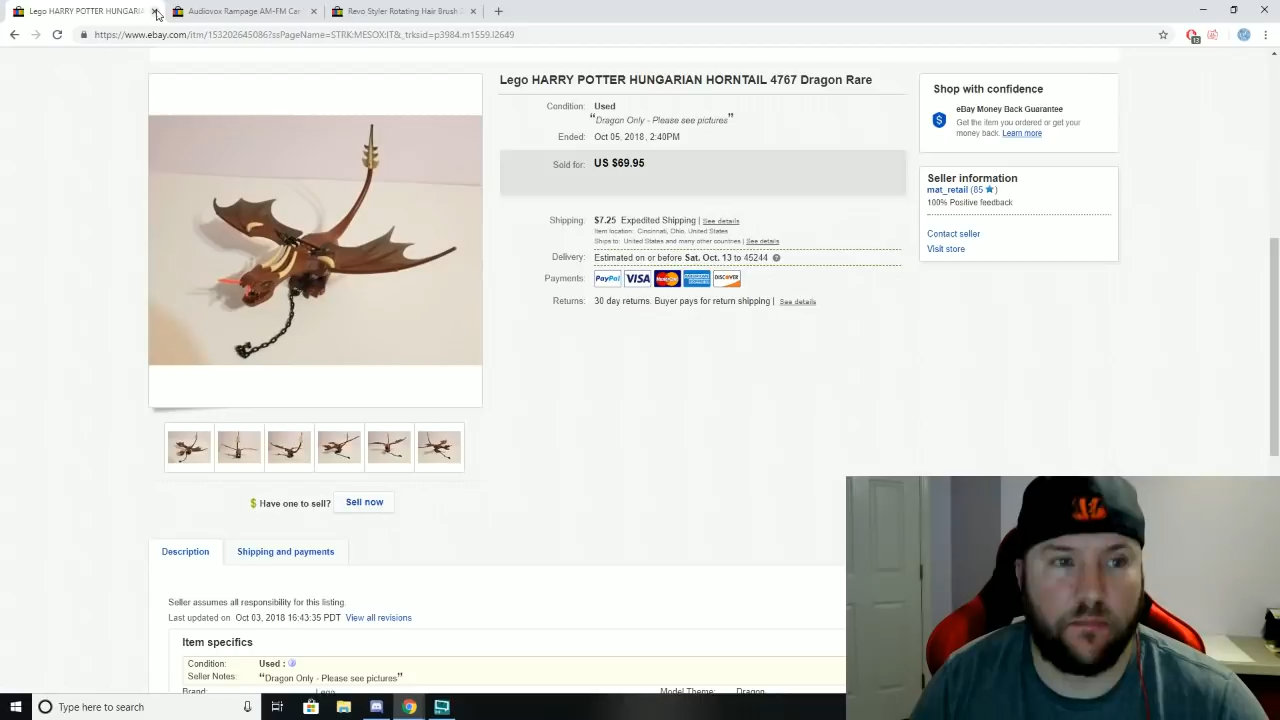 Lego HARRY POTTER HUNGARIA
Audiovox Rampage AM-FM Car
Revo Styler Rotating Hair Brush
https://www.ebay.com/itm/153202645086?ssPageName=STRK:MESOX:IT&_trksid=p3984.m1559.l2649
13
Lego HARRY POTTER HUNGARIAN HORNTAIL 4767 Dragon Rare
Condition: Used
“Dragon Only - Please see pictures”
Ended: Oct 05, 2018 , 2:40PM
Sold for: US $69.95
Shipping: $7.25 Expedited Shipping | See details
Item location: Cincinnati, Ohio, United States
Ships to: United States and many other countries | See details
Delivery: Estimated on or before Sat. Oct. 13 to 45244
Payments: PayPal VISA MasterCard AMERICAN EXPRESS DISCOVER
Returns: 30 day returns. Buyer pays for return shipping | See details
Shop with confidence
eBay Money Back Guarantee
Get the item you ordered or get your
money back. Learn more
Seller information
mat_retail (85 ★)
100% Positive feedback
Contact seller
Visit store
$ Have one to sell? Sell now
Description
Shipping and payments
Seller assumes all responsibility for this listing.
Last updated on Oct 03, 2018 16:43:35 PDT View all revisions
Item specifics
Condition: Used :
Seller Notes: “Dragon Only - Please see pictures”
Brand: Lego Model Theme: Dragon
Type here to search